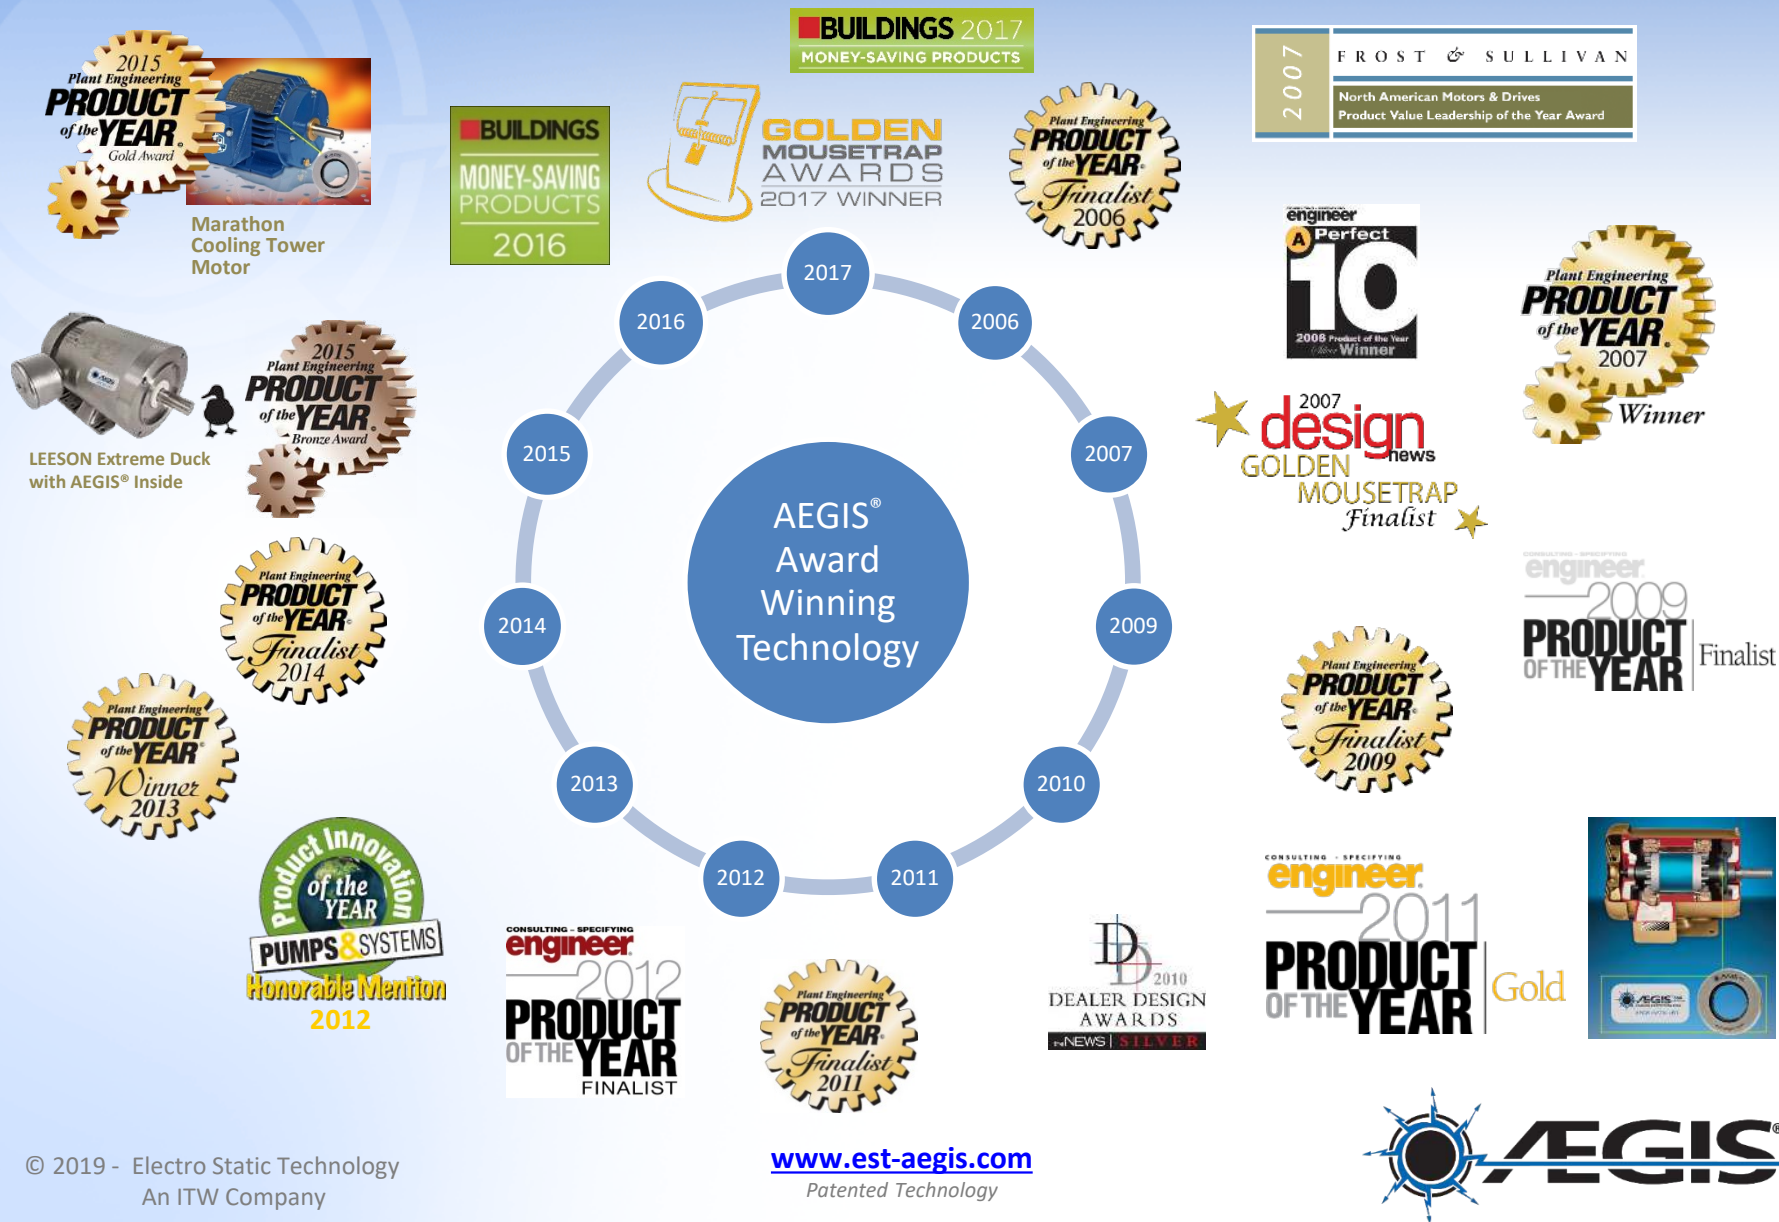 BUILDINGS 2017
MONEY-SAVING PRODUCTS
2015
Plant Engineering
PRODUCT
of the YEAR
Gold Award
Marathon
Cooling Tower
Motor
BUILDINGS
MONEY-SAVING
PRODUCTS
2016
GOLDEN
MOUSETRAP
AWARDS
2017 WINNER
Plant Engineering
PRODUCT
of the YEAR
Finalist
2006
2007
FROST & SULLIVAN
North American Motors & Drives
Product Value Leadership of the Year Award
engineer
A Perfect
10
2006 Product of the Year
Silver Winner
Plant Engineering
PRODUCT
of the YEAR
2007
Winner
2007
design
news
GOLDEN
MOUSETRAP
Finalist
2015
Plant Engineering
PRODUCT
of the YEAR
Bronze Award
LEESON Extreme Duck
with AEGIS® Inside
2017
2006
2007
2009
2010
2011
2012
2013
2014
2015
2016
AEGIS®
Award
Winning
Technology
CONSULTING - SPECIFYING
engineer
2009
PRODUCT
OF THE YEAR
Finalist
Plant Engineering
PRODUCT
of the YEAR
Finalist
2009
Plant Engineering
PRODUCT
of the YEAR
Finalist
2014
Plant Engineering
PRODUCT
of the YEAR
Winner
2013
Product Innovation
of the
YEAR
PUMPS&SYSTEMS
Honorable Mention
2012
CONSULTING - SPECIFYING
engineer
2012
PRODUCT
OF THE YEAR
FINALIST
Plant Engineering
PRODUCT
of the YEAR
Finalist
2011
DD
2010
DEALER DESIGN
AWARDS
the NEWS | SILVER
CONSULTING - SPECIFYING
engineer
2011
PRODUCT
OF THE YEAR
Gold
ÆGIS
ÆGIS®
© 2019 - Electro Static Technology
An ITW Company
www.est-aegis.com
Patented Technology